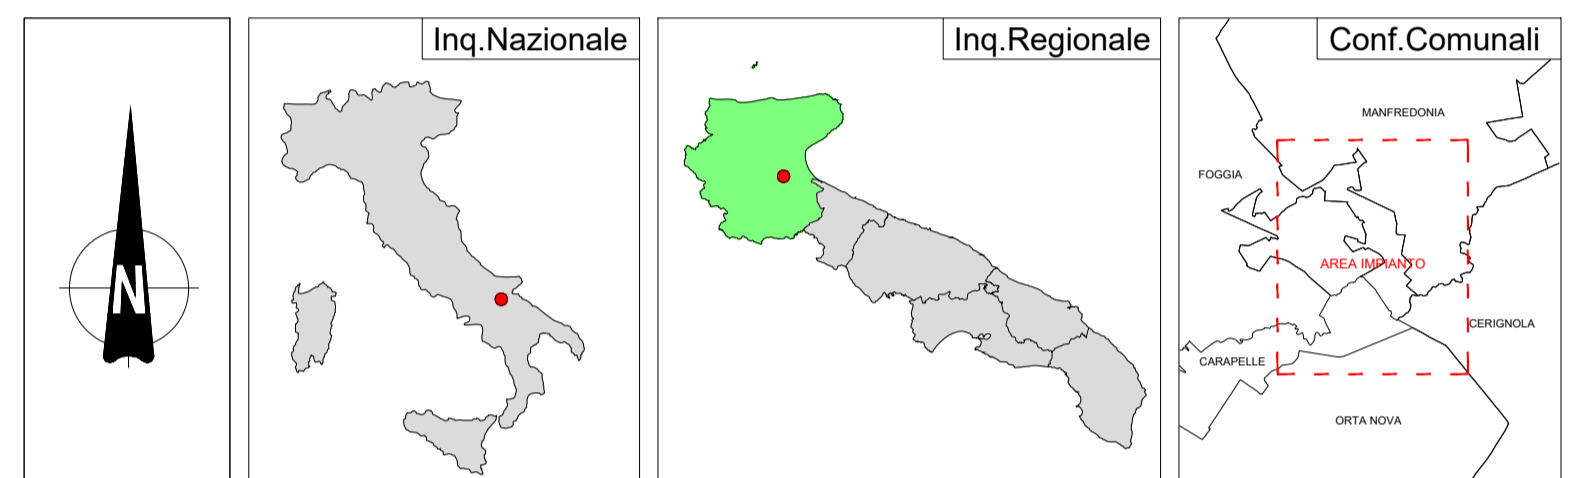 N
Inq.Nazionale
Inq.Regionale
Conf.Comunali
MANFREDONIA
FOGGIA
AREA IMPIANTO
CERIGNOLA
CARAPELLE
ORTA NOVA